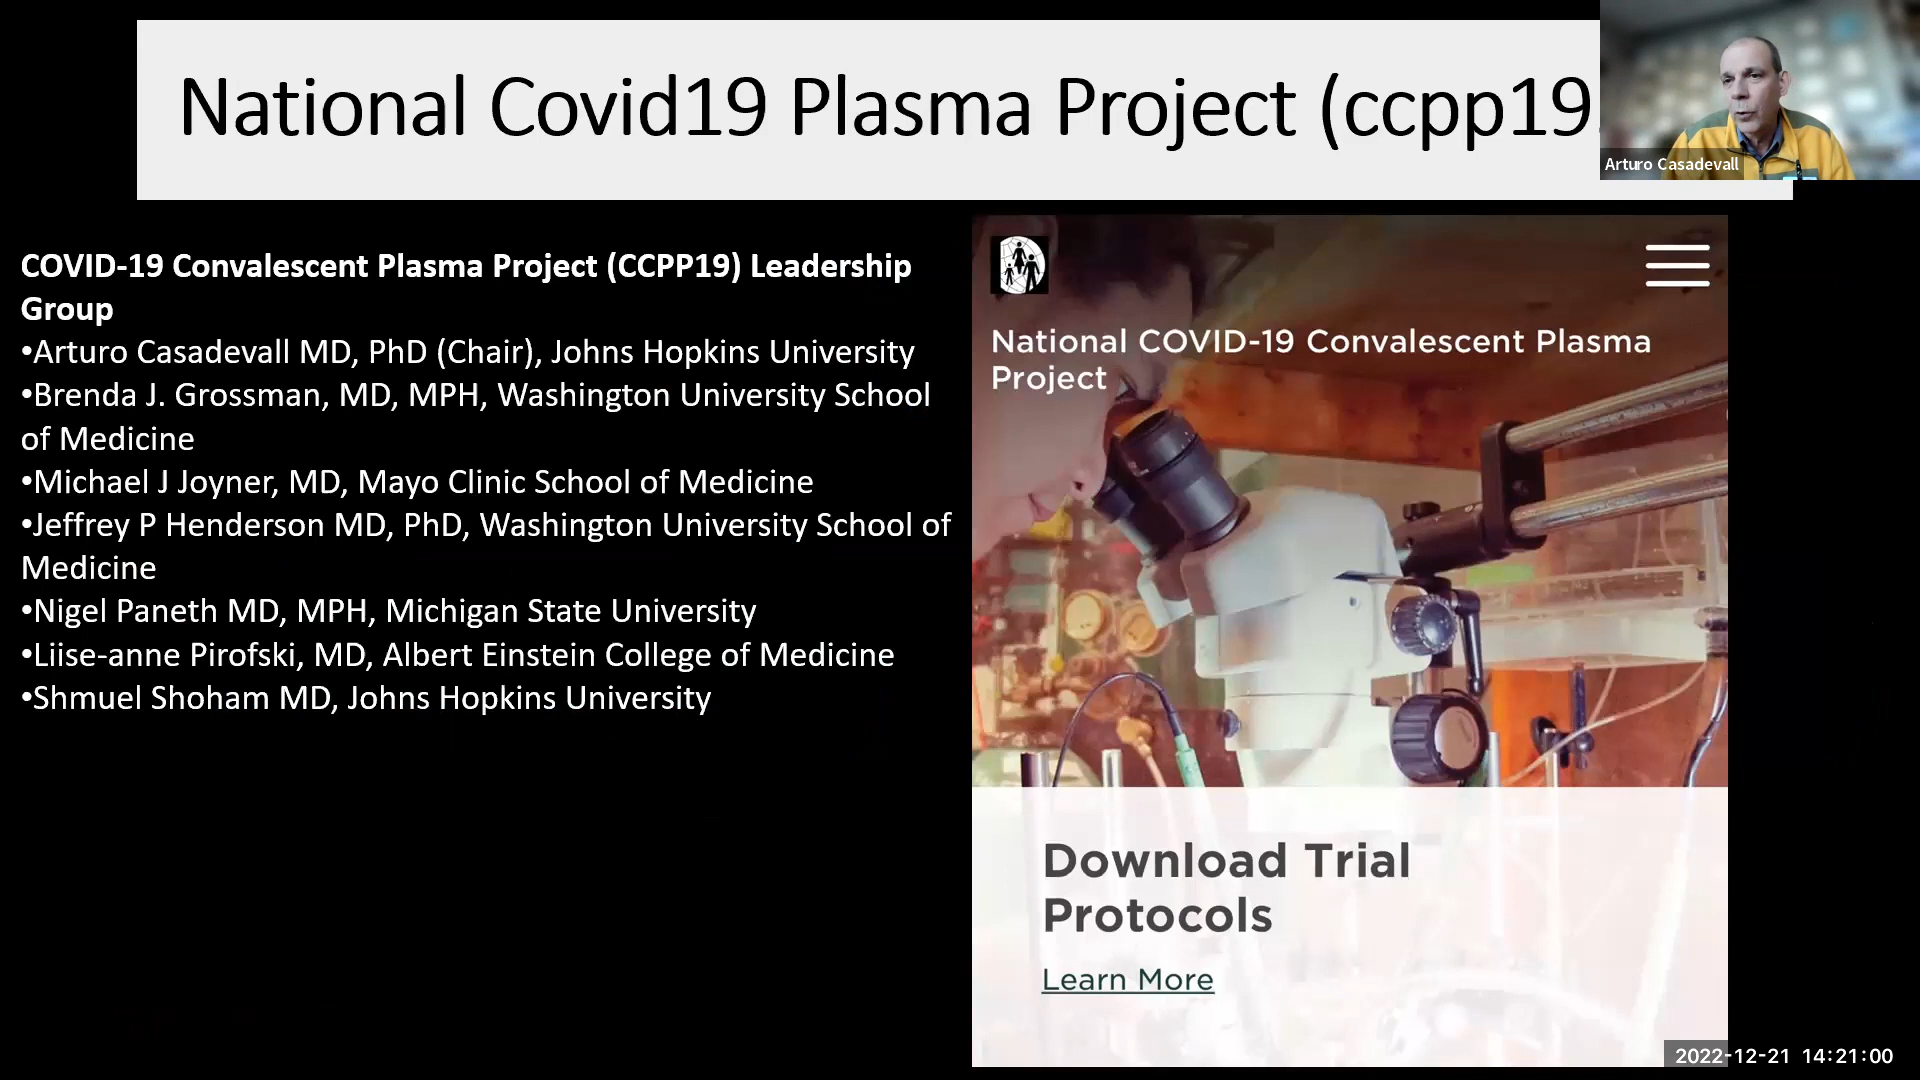 National Covid19 Plasma Project (ccpp19.
Arturo Casadevall
COVID-19 Convalescent Plasma Project (CCPP19) Leadership
Group
•Arturo Casadevall MD, PhD (Chair), Johns Hopkins University
•Brenda J. Grossman, MD, MPH, Washington University School
of Medicine
•Michael J Joyner, MD, Mayo Clinic School of Medicine
•Jeffrey P Henderson MD, PhD, Washington University School of
Medicine
•Nigel Paneth MD, MPH, Michigan State University
•Liise-anne Pirofski, MD, Albert Einstein College of Medicine
•Shmuel Shoham MD, Johns Hopkins University
National COVID-19 Convalescent Plasma
Project
Download Trial
Protocols
Learn More
2022-12-21 14:21:00